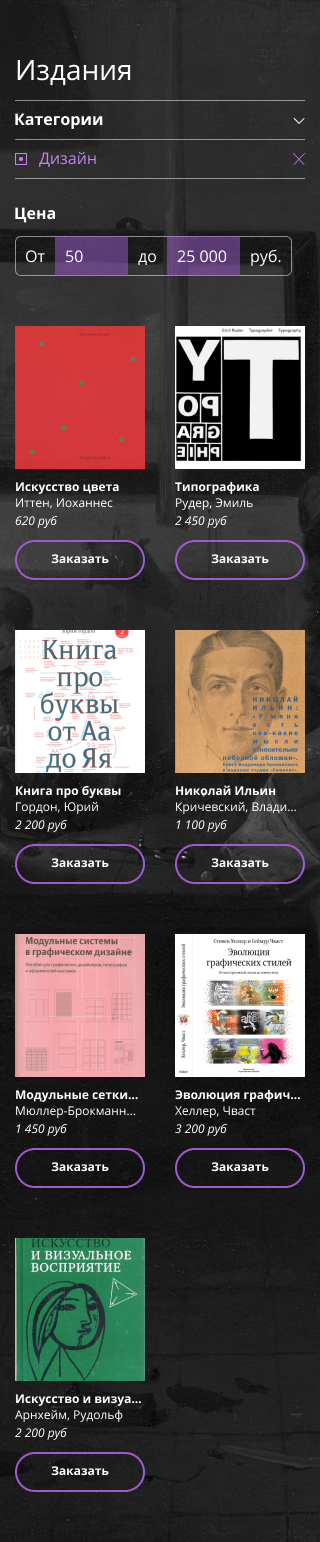 Издания
Категории
Дизайн
Цена
От 50 до 25 000 руб.
Искусство цвета
Иттен, Иоханнес
620 руб
Заказать
Emil Ruder Typographie Typography
T
Типографика
Рудер, Эмиль
2 450 руб
Заказать
Книга
про
буквы
от Аа
до Яя
Книга про буквы
Гордон, Юрий
2 200 руб
Заказать
НИКОЛАЙ
ИЛЬИН:
«У меня
есть
кое-какие
мысли
относительно
наборной обложки».
Николай Ильин
Кричевский, Влади...
1 100 руб
Заказать
Модульные системы
в графическом дизайне
Модульные сетки...
Мюллер-Брокманн...
1 450 руб
Заказать
Стивен Хеллер и Сеймур Чваст
Эволюция
графических стилей
Эволюция графич...
Хеллер, Чваст
3 200 руб
Заказать
ИСКУССТВО
И ВИЗУАЛЬНОЕ
ВОСПРИЯТИЕ
Искусство и визуа...
Арнхейм, Рудольф
2 200 руб
Заказать